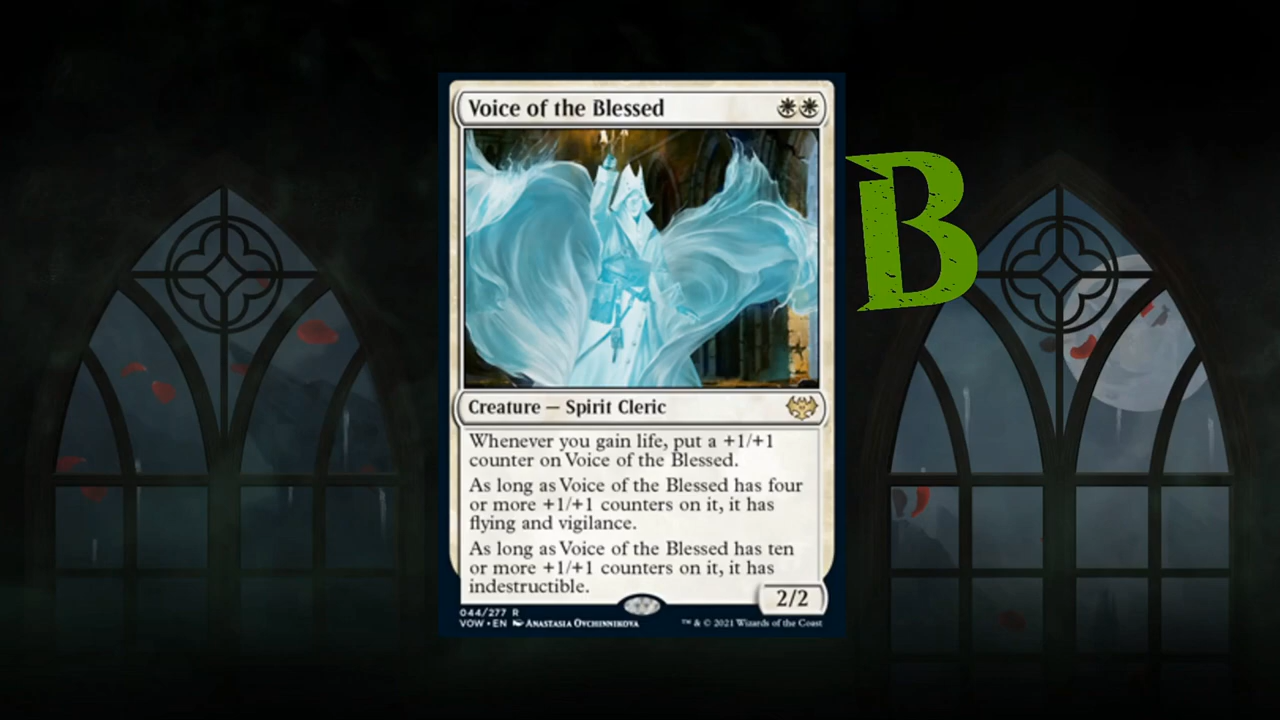 Voice of the Blessed
B
Creature — Spirit Cleric
Whenever you gain life, put a +1/+1
counter on Voice of the Blessed.
As long as Voice of the Blessed has four
or more +1/+1 counters on it, it has
flying and vigilance.
As long as Voice of the Blessed has ten
or more +1/+1 counters on it, it has
indestructible.
2/2
044/277 R
VOW • EN Anastasia Ovchinnikova
™ & © 2021 Wizards of the Coast